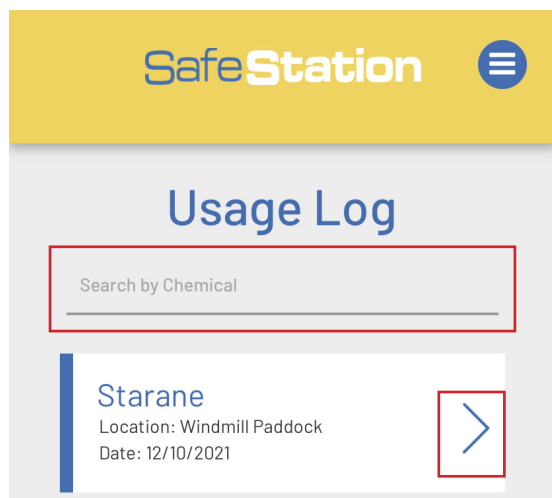 SafeStation
Usage Log
Search by Chemical
Starane
Location: Windmill Paddock
Date: 12/10/2021